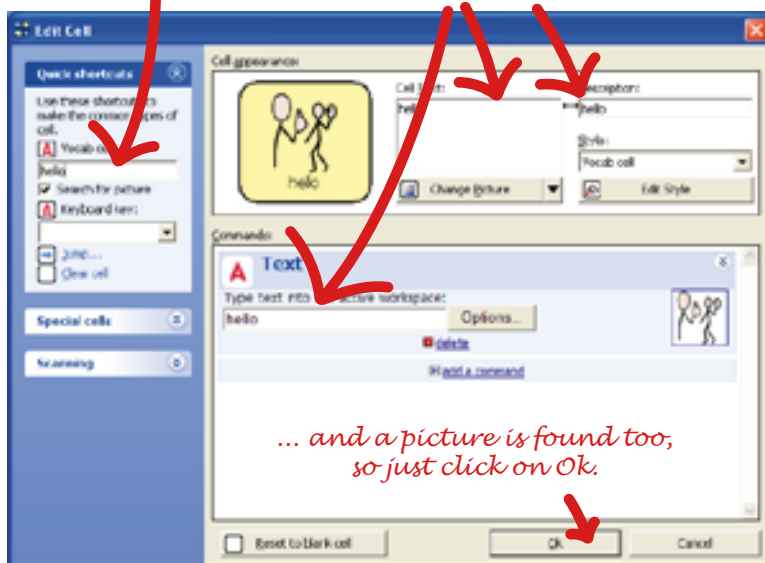 Edit Cell
Quick shortcuts
Use these shortcuts to
make the common types of
cell.
Vocab
hello
Search for picture
Keyboard key:
Jump...
Clear cell
Special cells
Scanning
Cell appearance:
hello
Cell
Description:
hello
Style:
Vocab cell
Change Picture
Edit Style
Commands:
Text
Type text into active workspace:
hello
Options...
delete
add a command
... and a picture is found too,
so just click on Ok.
Reset to blank cell
Ok
Cancel